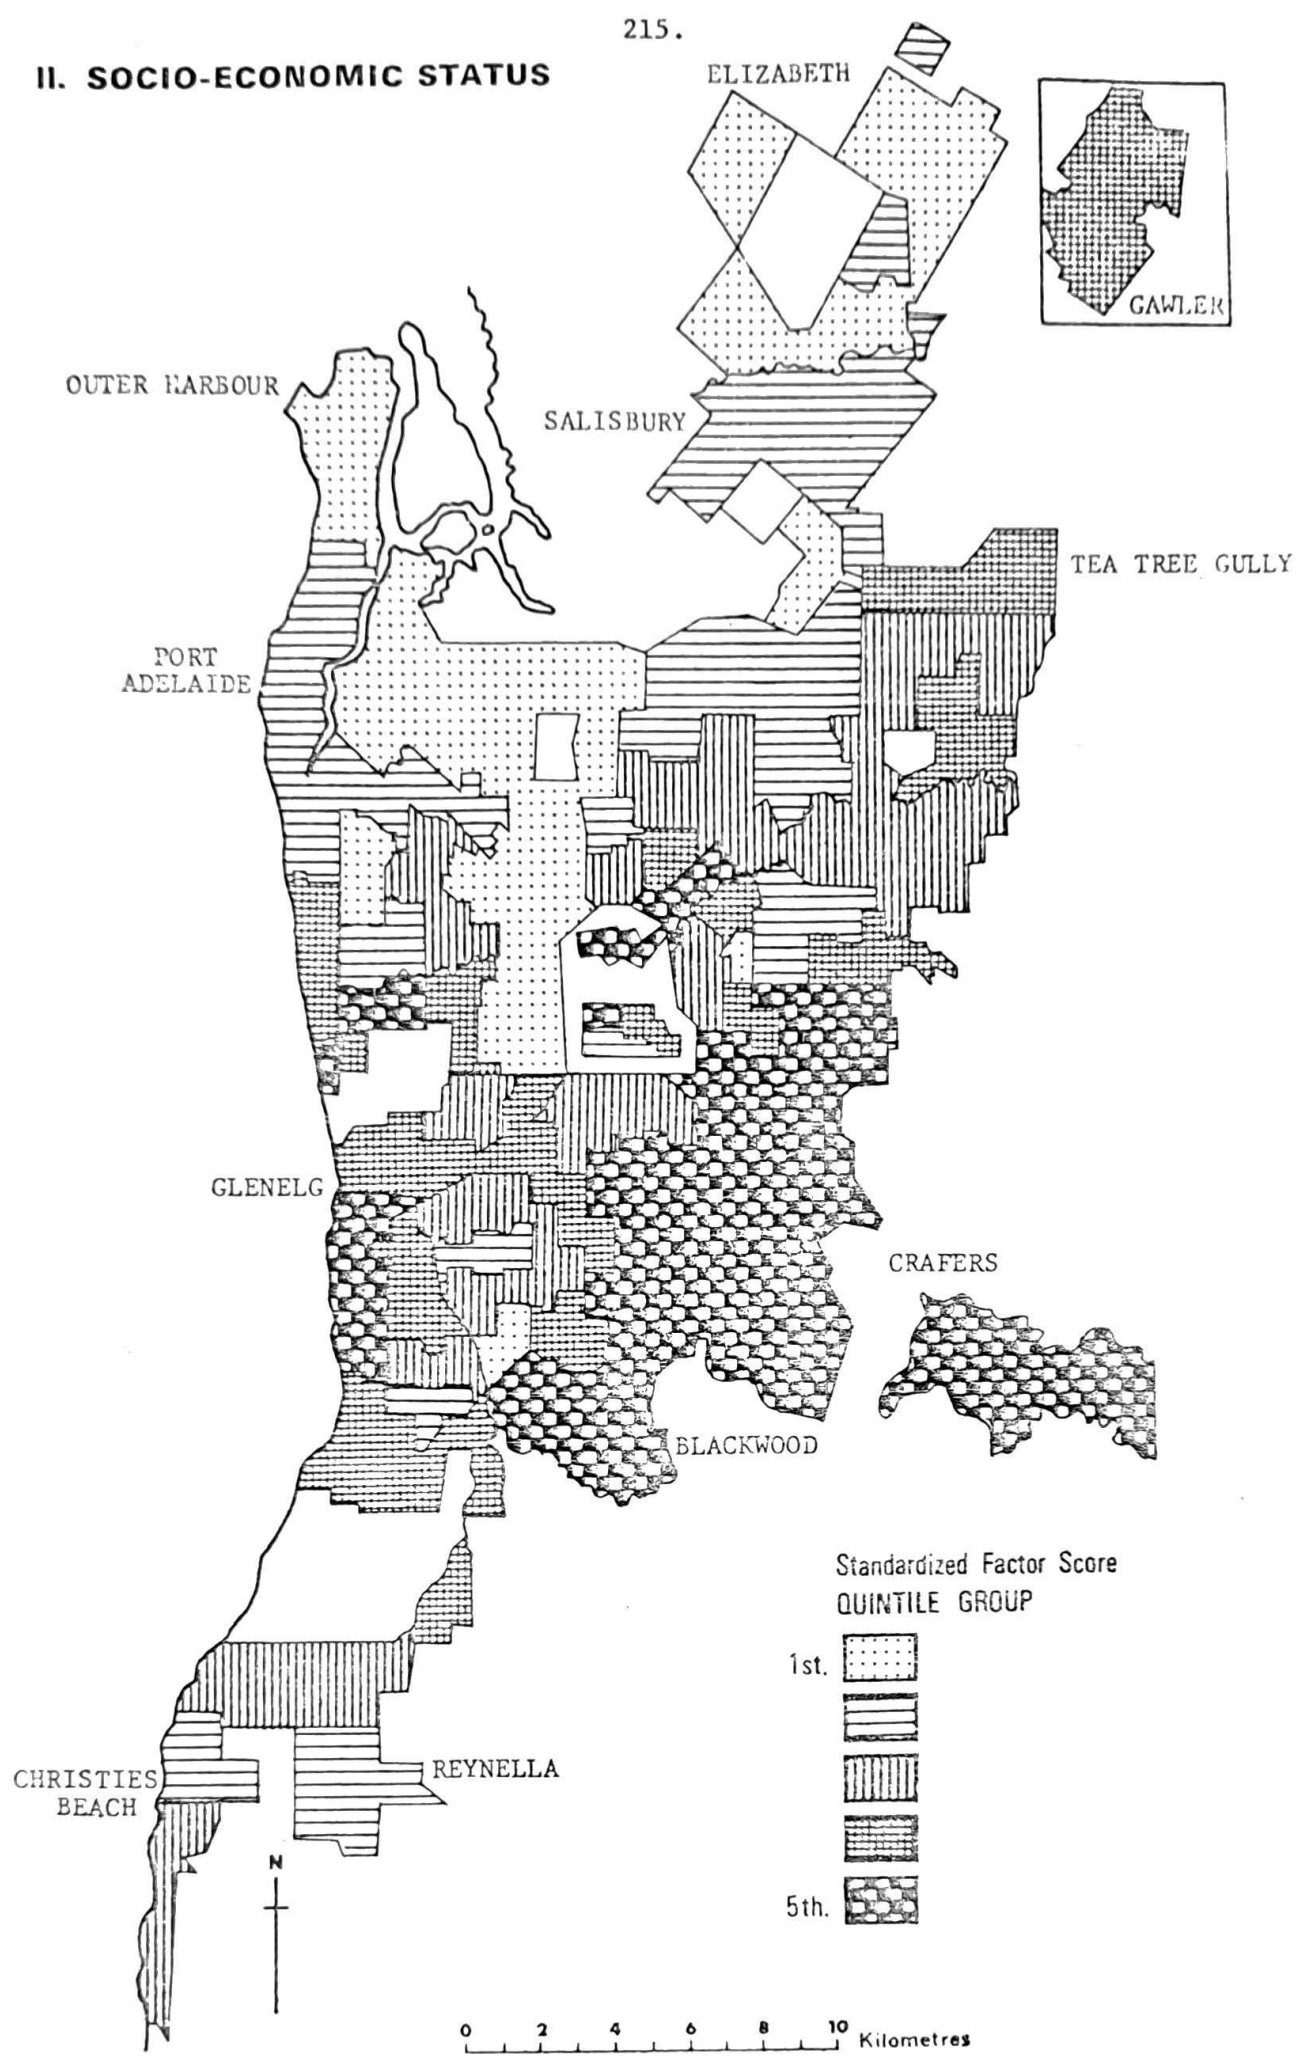 215.
II. SOCIO-ECONOMIC STATUS
ELIZABETH
GAWLER
OUTER HARBOUR
SALISBURY
TEA TREE GULLY
PORT
ADELAIDE
GLENELG
CRAFERS
BLACKWOOD
Standardized Factor Score
QUINTILE GROUP
1st.
5th.
REYNELLA
CHRISTIES
BEACH
N
0 2 4 6 8 10 Kilometres